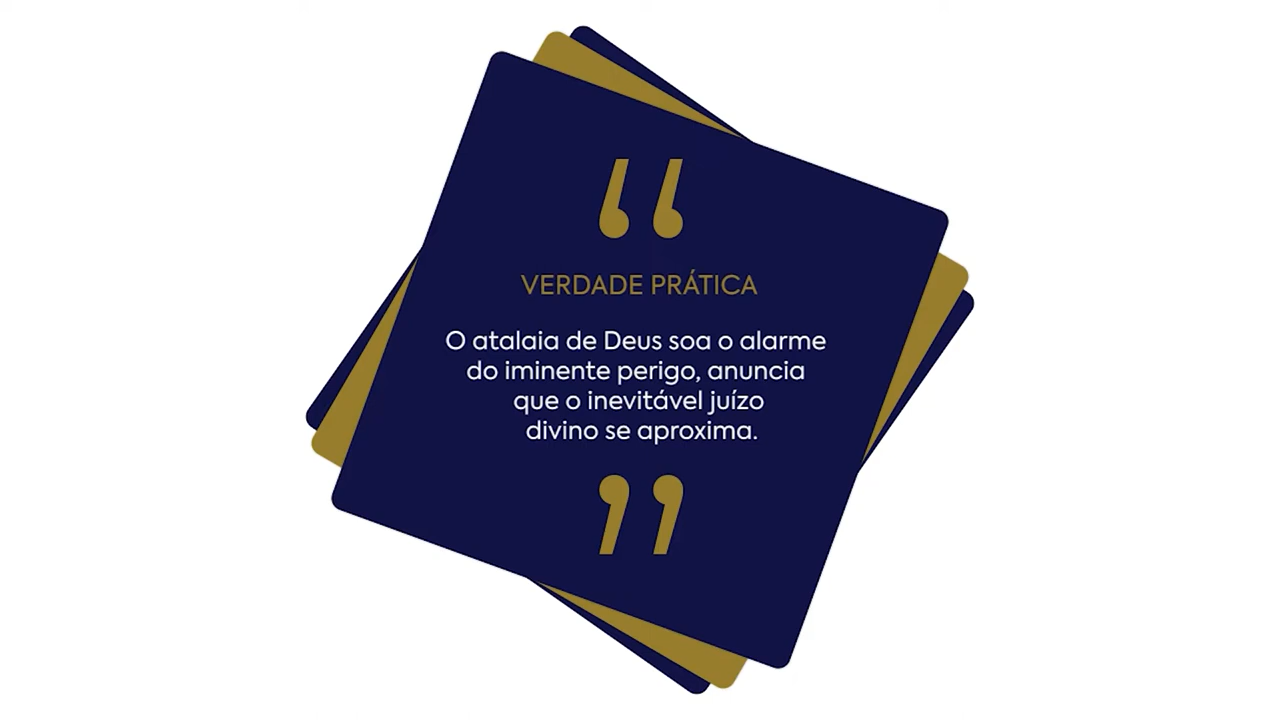 “
VERDADE PRÁTICA
O atalaia de Deus soa o alarme
do iminente perigo, anuncia
que o inevitável juízo
divino se aproxima.
”